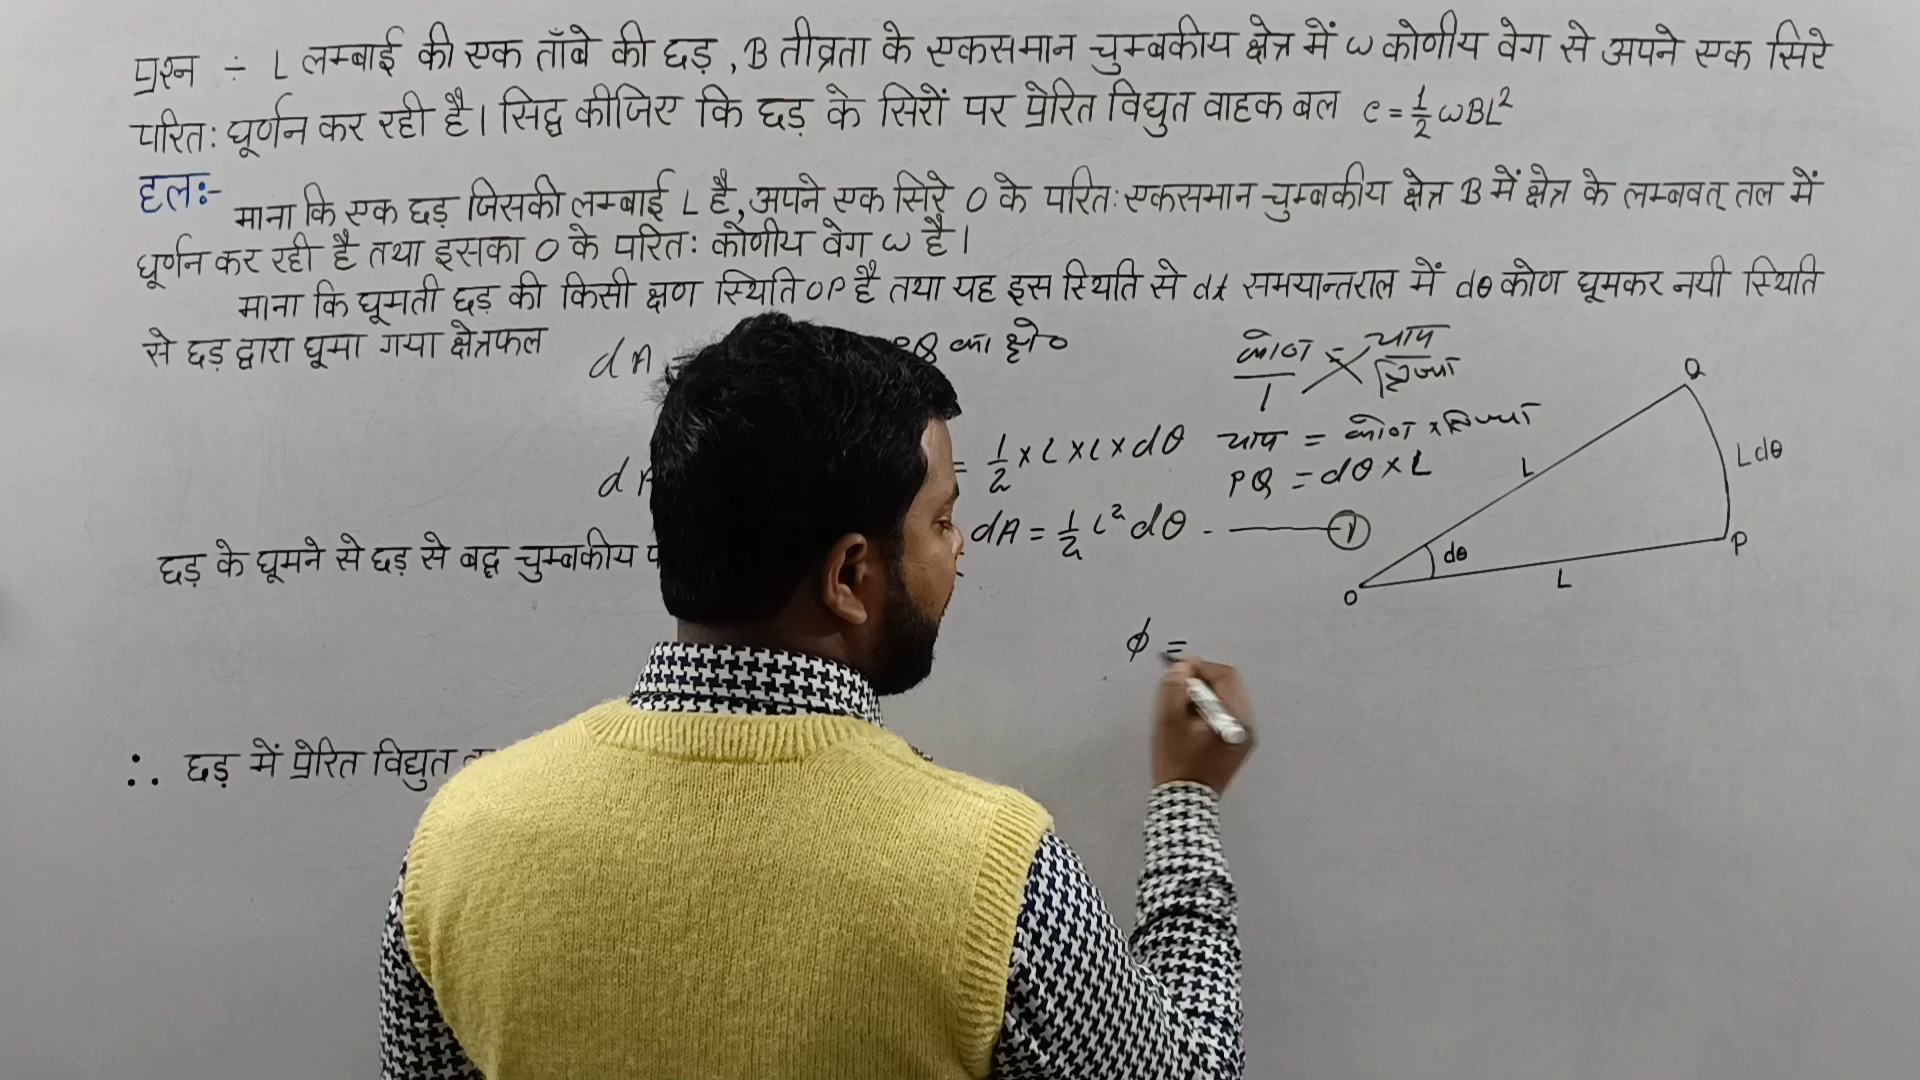 प्रश्न ÷ L लम्बाई की एक ताँबे की छड़, B तीव्रता के एकसमान चुम्बकीय क्षेत्र में ω कोणीय वेग से अपने एक सिरे
परित: घूर्णन कर रही है। सिद्ध कीजिए कि छड़ के सिरों पर प्रेरित विद्युत वाहक बल e = 1/2 ωBL²
हल:-
माना कि एक छड़ जिसकी लम्बाई L है, अपने एक सिरे O के परित: एकसमान चुम्बकीय क्षेत्र B में क्षेत्र के लम्बवत् तल में
घूर्णन कर रही है तथा इसका O के परित: कोणीय वेग ω है।
माना कि घूमती छड़ की किसी क्षण स्थिति OP है तथा यह इस स्थिति से dt समयान्तराल में dθ कोण घूमकर नयी स्थिति
से छड़ द्वारा घूमा गया क्षेत्रफल dA = PQ का क्षे०
कोण/1 = चाप/त्रिज्या
चाप = कोण × त्रिज्या
PQ = dθ × L
dA = 1/2 × L × L × dθ
dA = 1/2 L² dθ - ——— ①
छड़ के घूमने से छड़ से बद्ध चुम्बकीय
ϕ =
∴ छड़ में प्रेरित विद्युत
Q
L
Ldθ
dθ
P
L
O